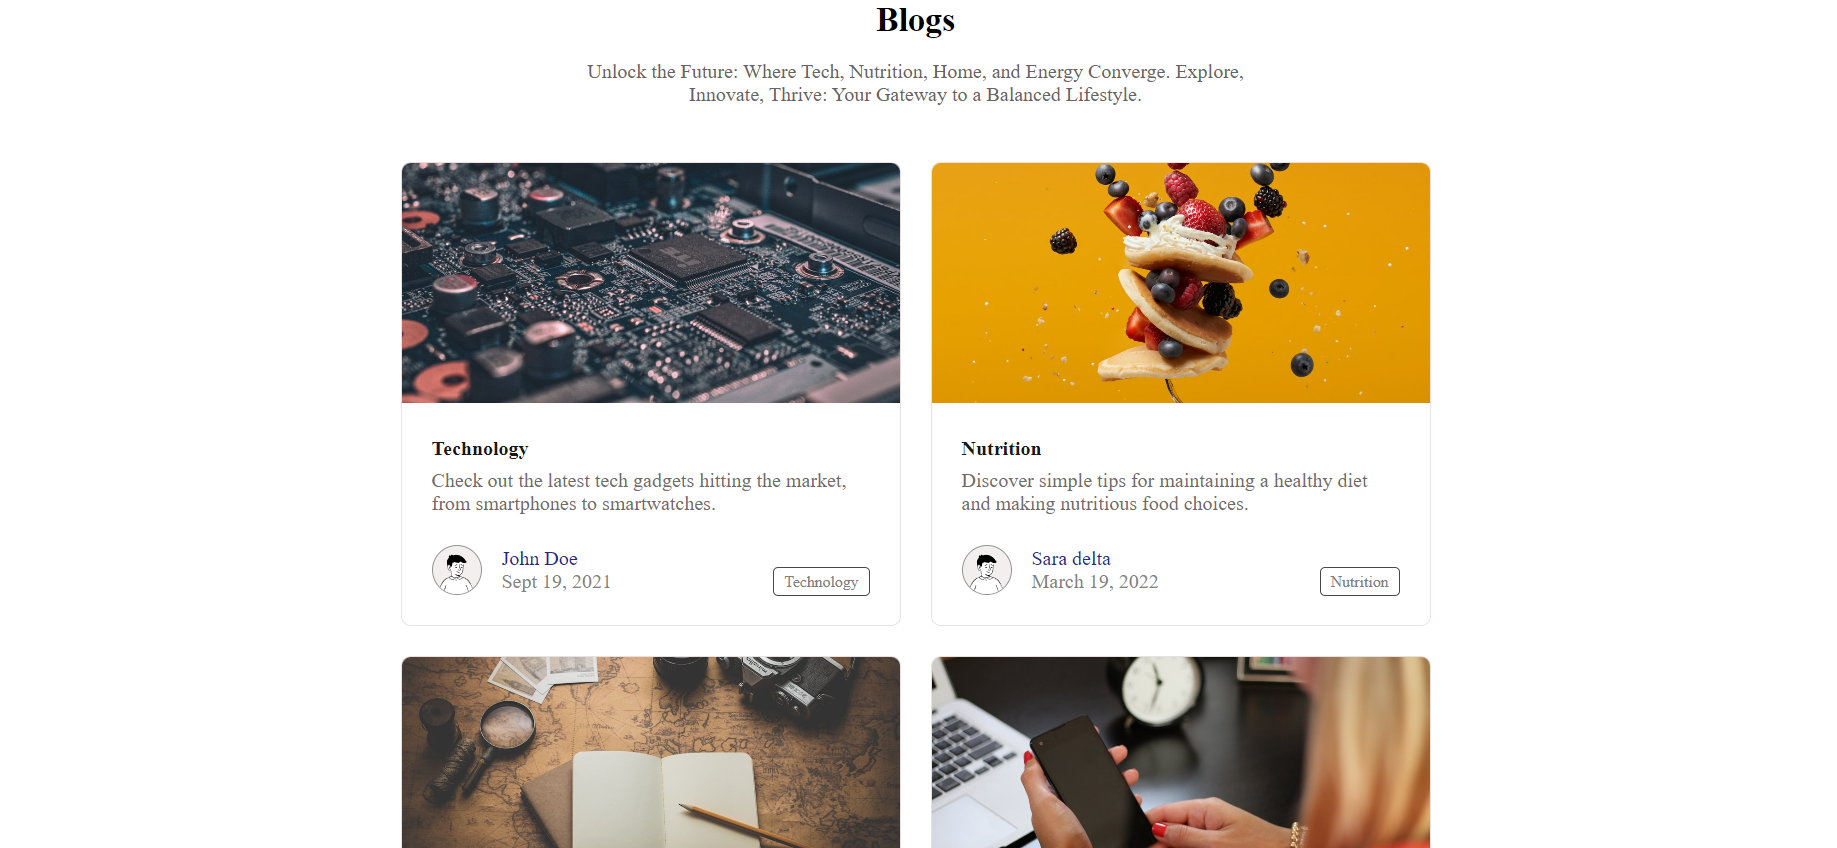 Blogs
Unlock the Future: Where Tech, Nutrition, Home, and Energy Converge. Explore,
Innovate, Thrive: Your Gateway to a Balanced Lifestyle.
Technology
Check out the latest tech gadgets hitting the market,
from smartphones to smartwatches.
John Doe
Sept 19, 2021
Technology
Nutrition
Discover simple tips for maintaining a healthy diet
and making nutritious food choices.
Sara delta
March 19, 2022
Nutrition